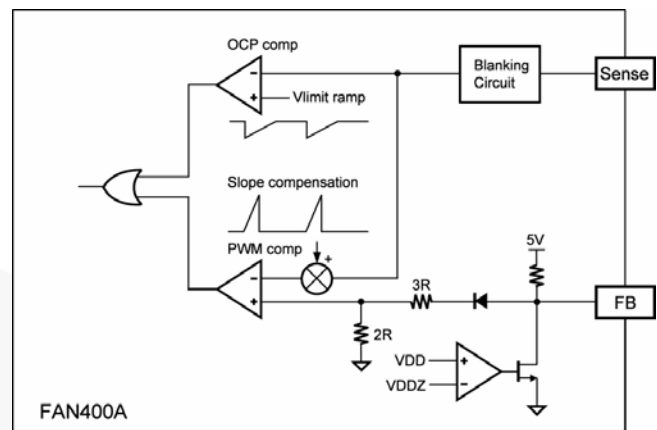 OCP comp
Blanking
Circuit
Sense
−
+
Vlimit ramp
Slope compensation
PWM comp
+
−
+
5V
3R
FB
2R
VDD
+
VDDZ
−
FAN400A